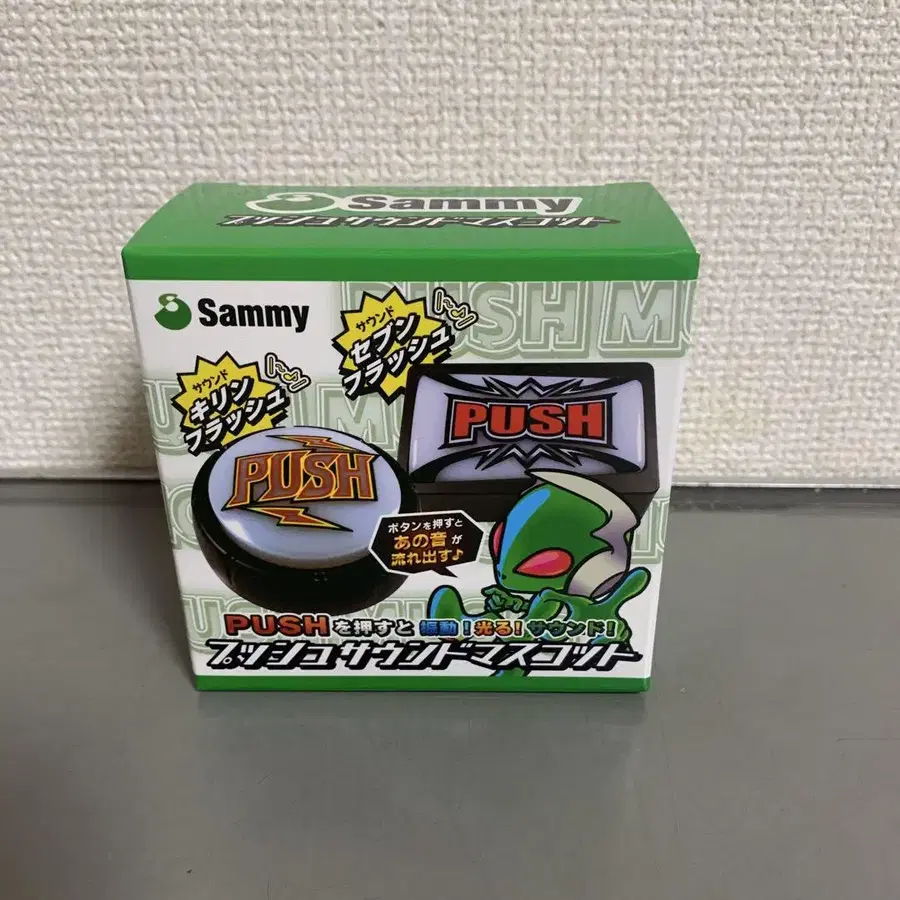 Sammy
プッシュサウンドマスコット
Sammy
サウンド
セブン
フラッシュ
サウンド
キリン
フラッシュ
PUSH
PUSH
ボタンを押すと
あの音が
流れ出す♪
PUSHを押すと振動!光る!サウンド!
プッシュサウンドマスコット